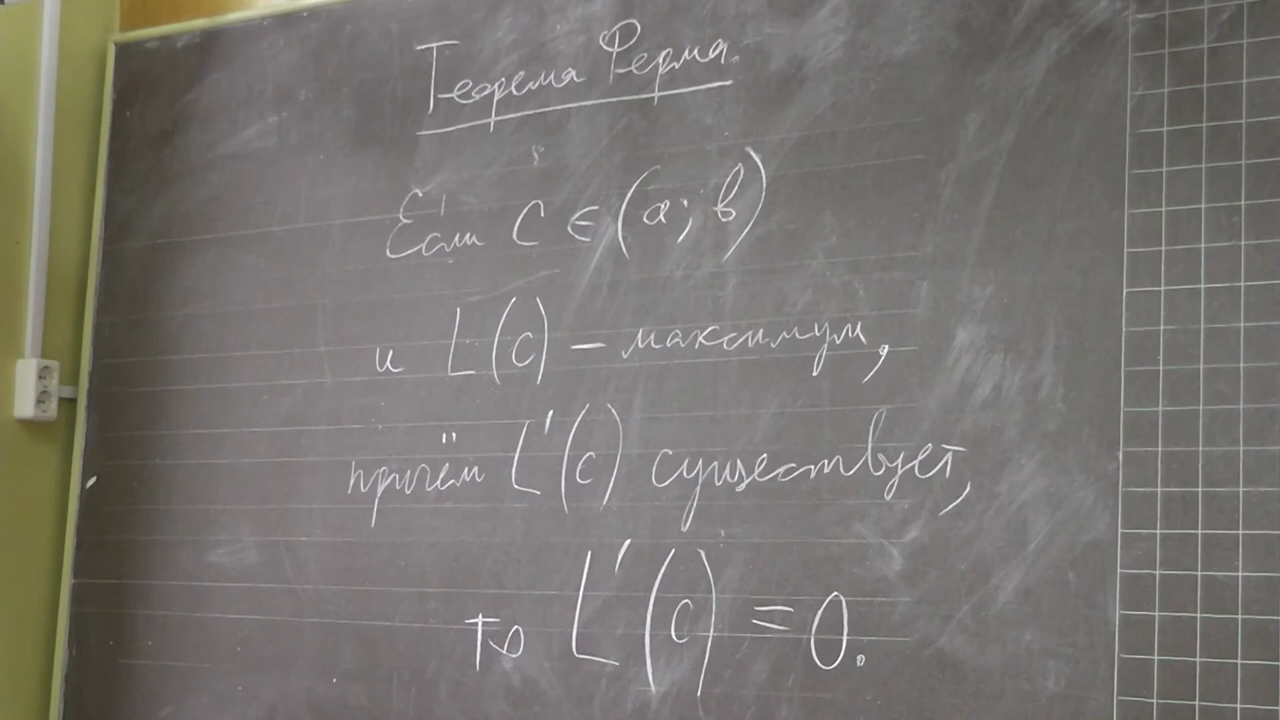 Теорема Ферма.
Если C ∈ (a; b)
и L(c) – максимум,
причём L'(c) существует,
то L'(c) = 0.